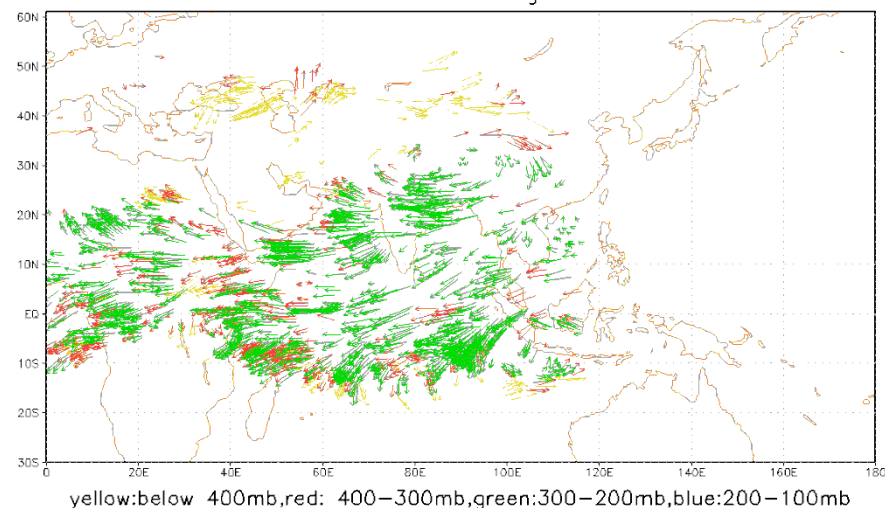 60N
50N
40N
30N
20N
10N
EQ
10S
20S
30S
0 20E 40E 60E 80E 100E 120E 140E 160E 180
yellow:below 400mb,red: 400-300mb,green:300-200mb,blue:200-100mb